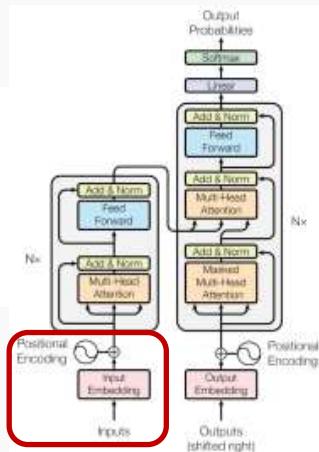 Output
Probabilities
Softmax
Linear
Add & Norm
Feed
Forward
Add & Norm
Multi-Head
Attention
Add & Norm
Masked
Multi-Head
Attention
Nx
Positional
Encoding
Output
Embedding
Outputs
(shifted right)
Add & Norm
Feed
Forward
Add & Norm
Multi-Head
Attention
Nx
Positional
Encoding
Input
Embedding
Inputs